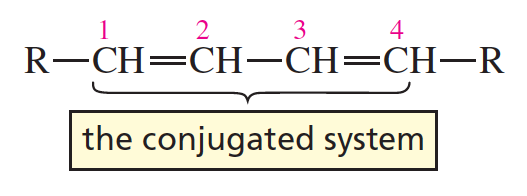 1 2 3 4
R—CH=CH—CH=CH—R
the conjugated system